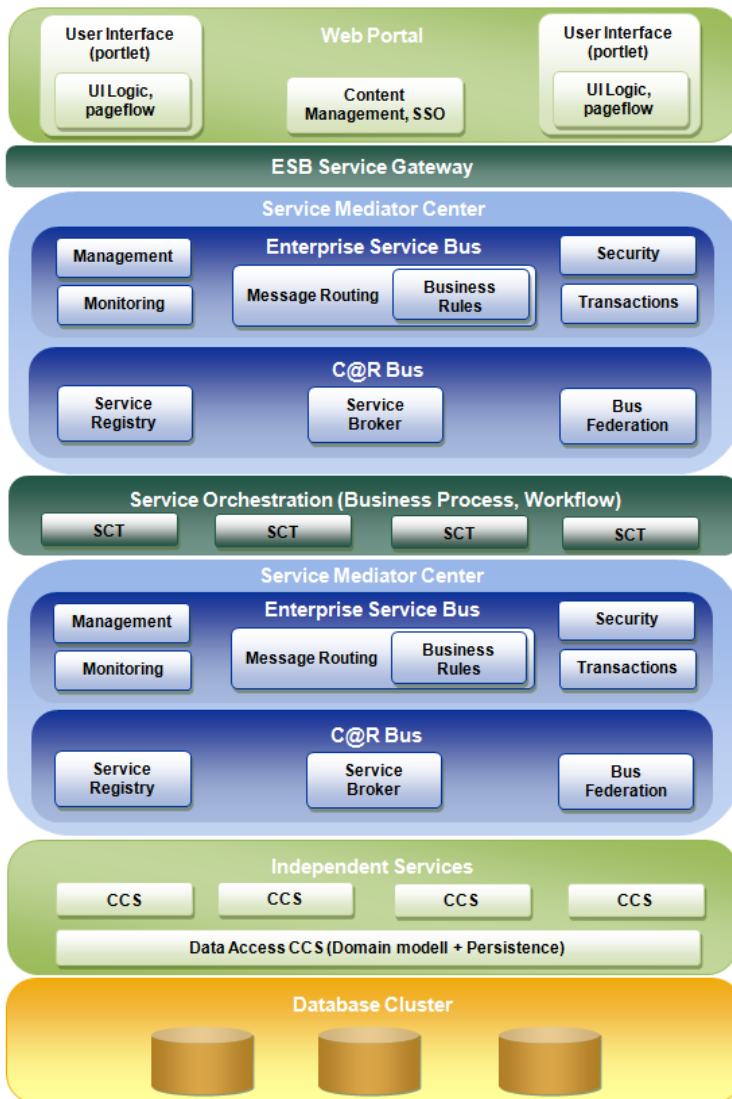 User Interface
(portlet)
UI Logic,
pageflow
Web Portal
Content
Management, SSO
User Interface
(portlet)
UI Logic,
pageflow
ESB Service Gateway
Service Mediator Center
Enterprise Service Bus
Management
Monitoring
Message Routing
Business
Rules
Security
Transactions
C@R Bus
Service
Registry
Service
Broker
Bus
Federation
Service Orchestration (Business Process, Workflow)
SCT
SCT
SCT
SCT
Service Mediator Center
Enterprise Service Bus
Management
Monitoring
Message Routing
Business
Rules
Security
Transactions
C@R Bus
Service
Registry
Service
Broker
Bus
Federation
Independent Services
CCS
CCS
CCS
CCS
Data Access CCS (Domain modell + Persistence)
Database Cluster